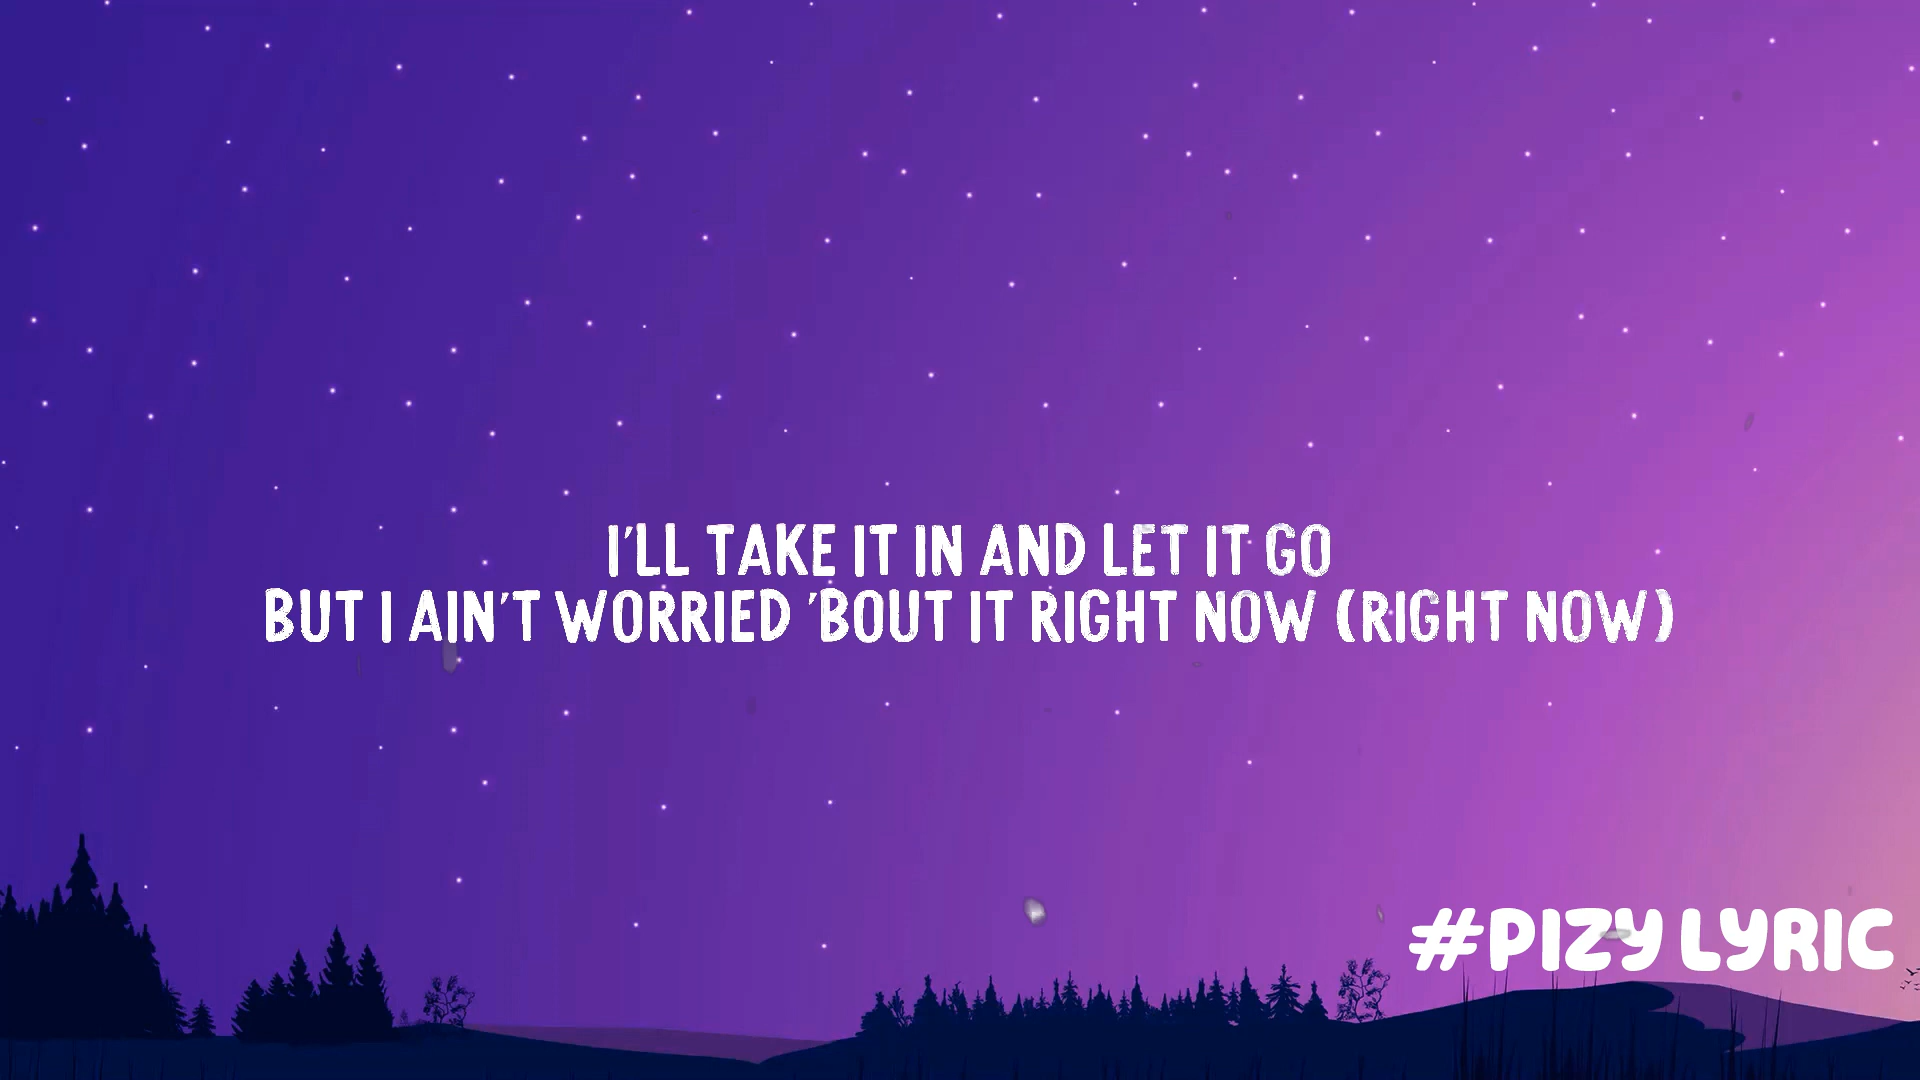 I'LL TAKE IT IN AND LET IT GO
BUT I AIN'T WORRIED 'BOUT IT RIGHT NOW (RIGHT NOW)
#PIZY LYRIC